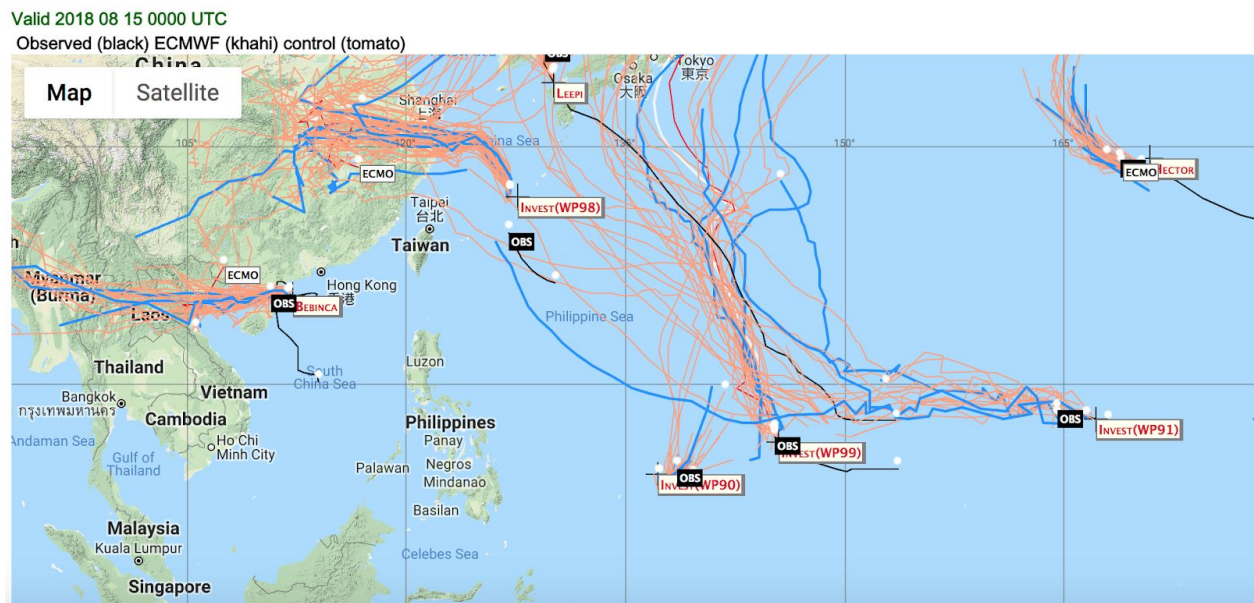 Valid 2018 08 15 0000 UTC
Observed (black) ECMWF (khahi) control (tomato)
China
Map
Satellite
Tokyo
東京
Osaka
大阪
OBS
LEEPI
Shanghai
上海
China Sea
105°
120°
135°
150°
165°
ECMO
ECMO
HECTOR
INVEST(WP98)
Taipei
台北
Taiwan
OBS
ECMO
Hong Kong
香港
Myanmar
(Burma)
OBS
BEBINCA
Laos
Philippine Sea
Thailand
South
China Sea
Luzon
Bangkok
กรุงเทพมหานคร
Vietnam
Cambodia
Philippines
OBS
INVEST(WP91)
Andaman Sea
Ho Chi
Minh City
Panay
OBS
INVEST(WP99)
Gulf of
Thailand
Palawan
Negros
Mindanao
OBS
INVEST(WP90)
Basilan
Malaysia
Kuala Lumpur
Celebes Sea
Singapore